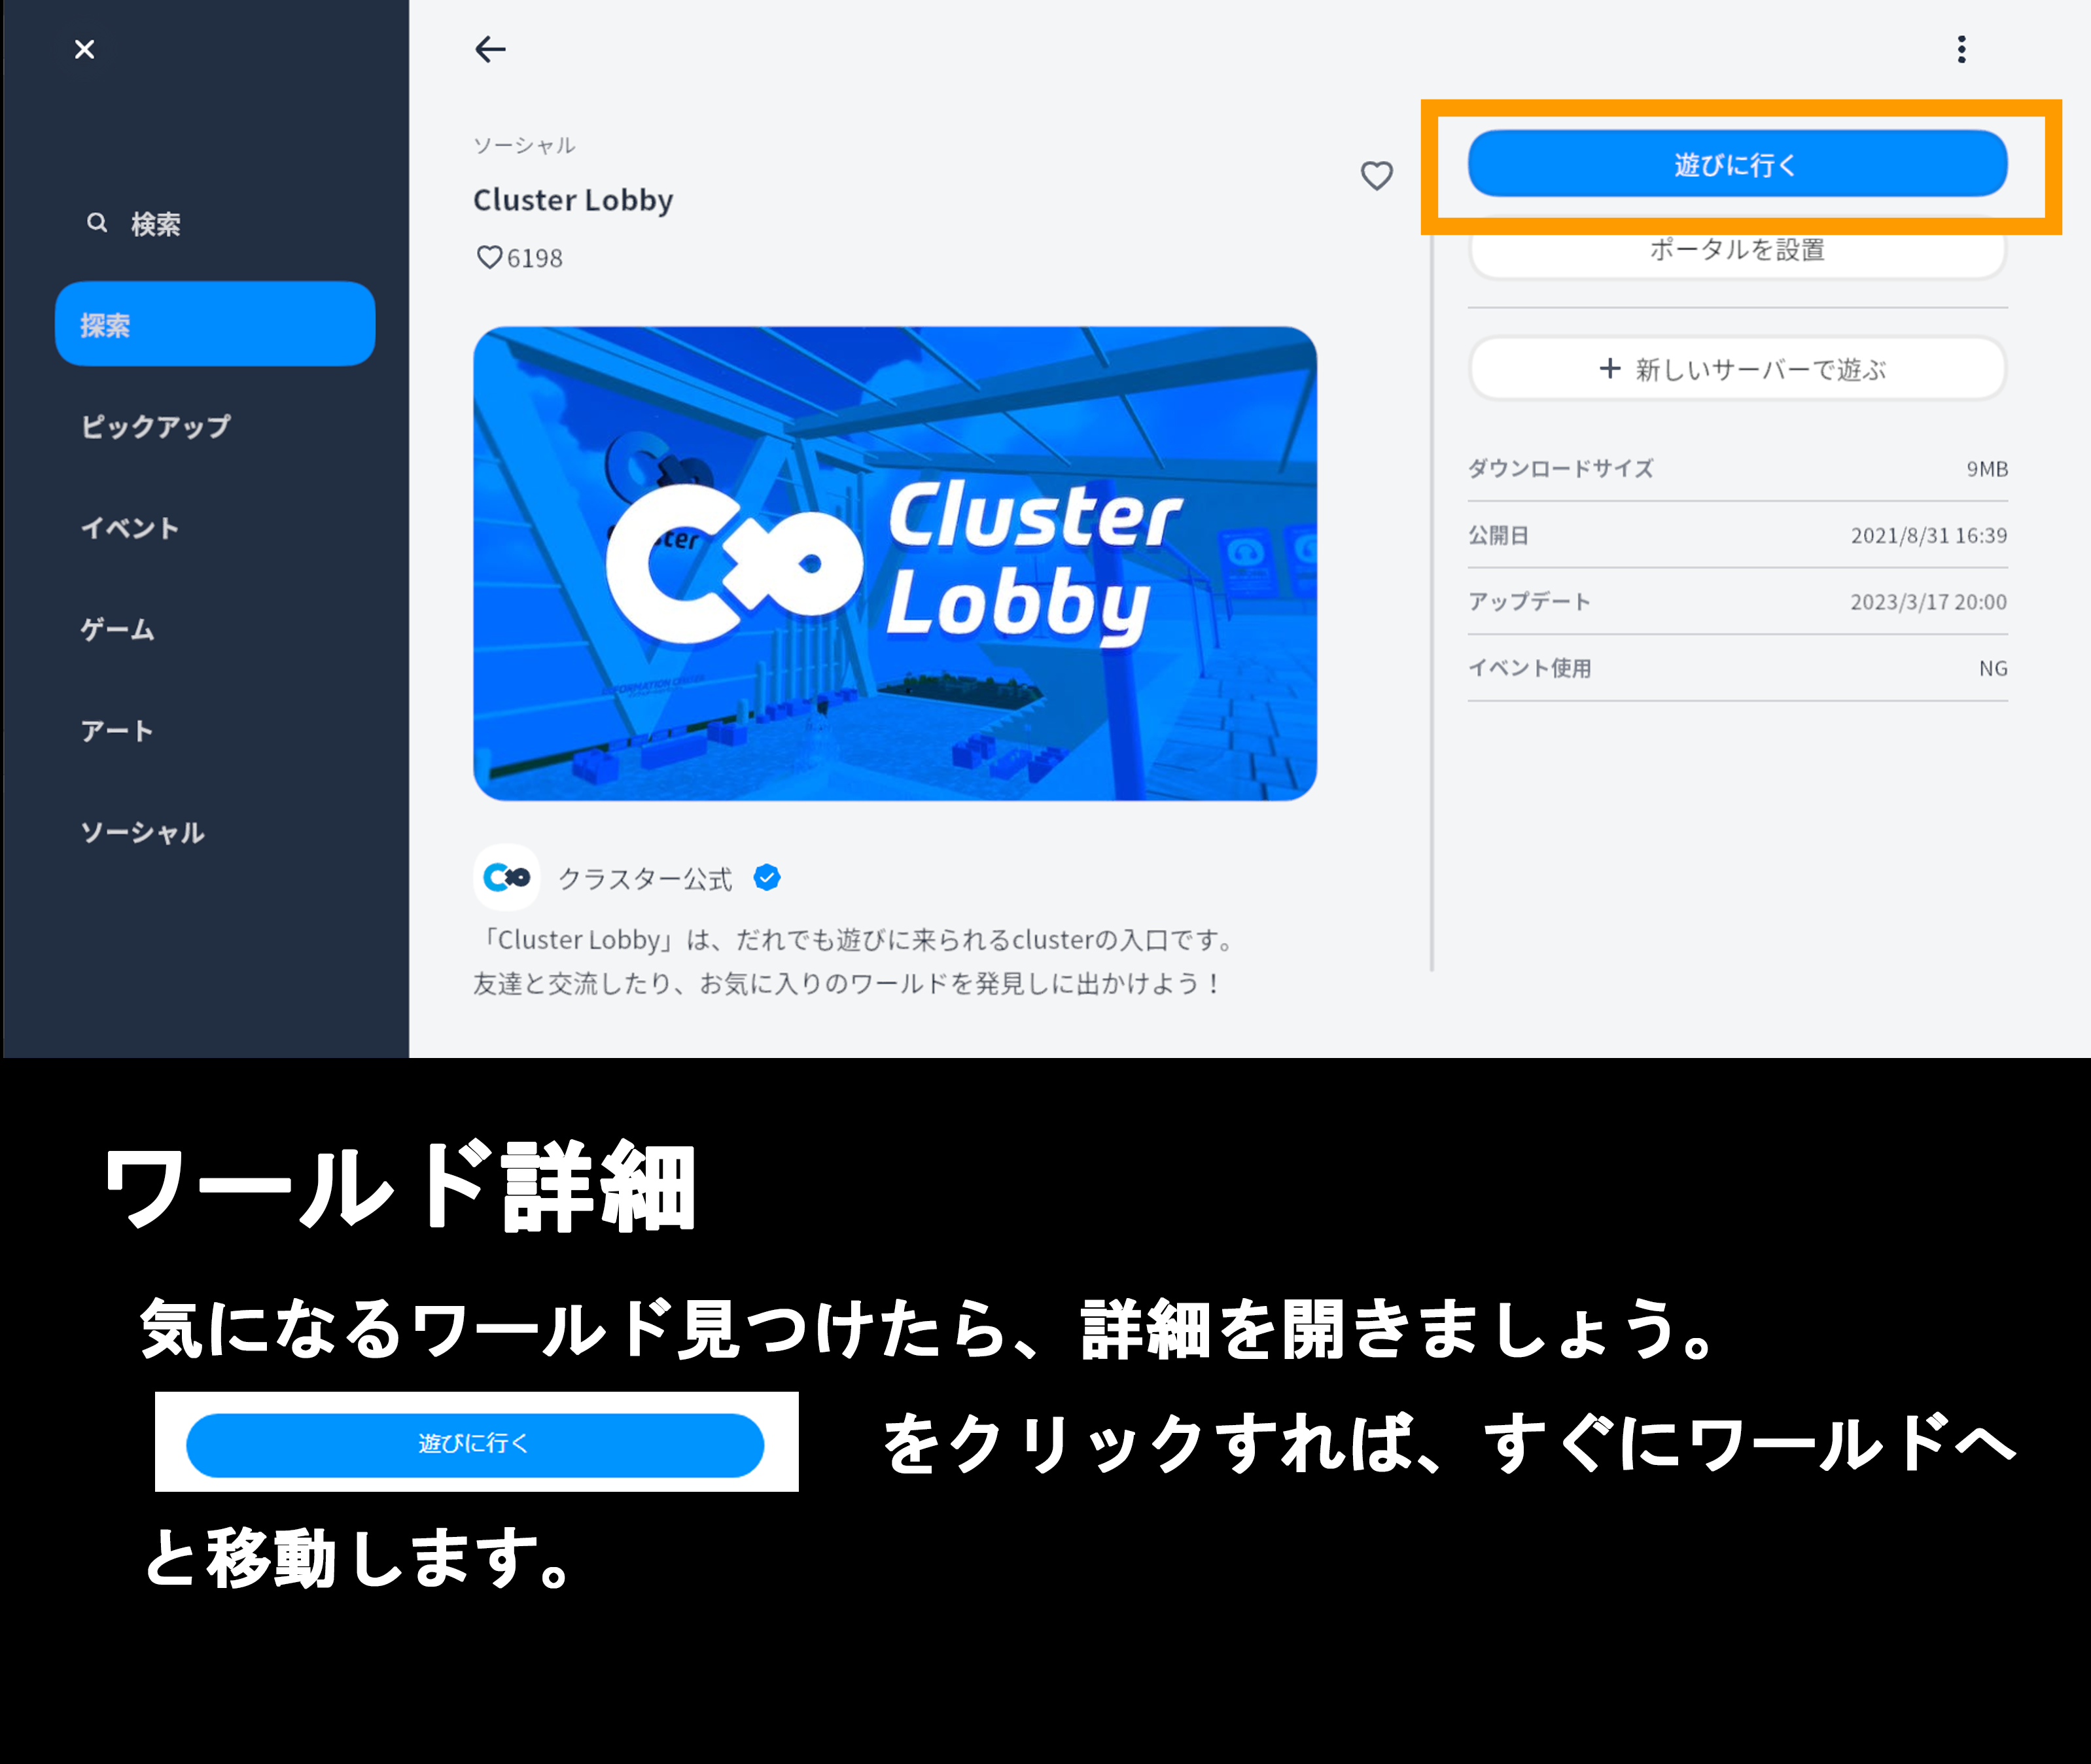 検索
探索
ピックアップ
イベント
ゲーム
アート
ソーシャル
ソーシャル
Cluster Lobby
6198
Cluster
Lobby
INFORMATION CENTER
クラスター公式
「Cluster Lobby」は、だれでも遊びに来られるclusterの入口です。
友達と交流したり、お気に入りのワールドを発見しに出かけよう！
遊びに行く
ポータルを設置
+ 新しいサーバーで遊ぶ
ダウンロードサイズ 9MB
公開日 2021/8/31 16:39
アップデート 2023/3/17 20:00
イベント使用 NG
ワールド詳細
気になるワールド見つけたら、詳細を開きましょう。
遊びに行く をクリックすれば、すぐにワールドへ
と移動します。